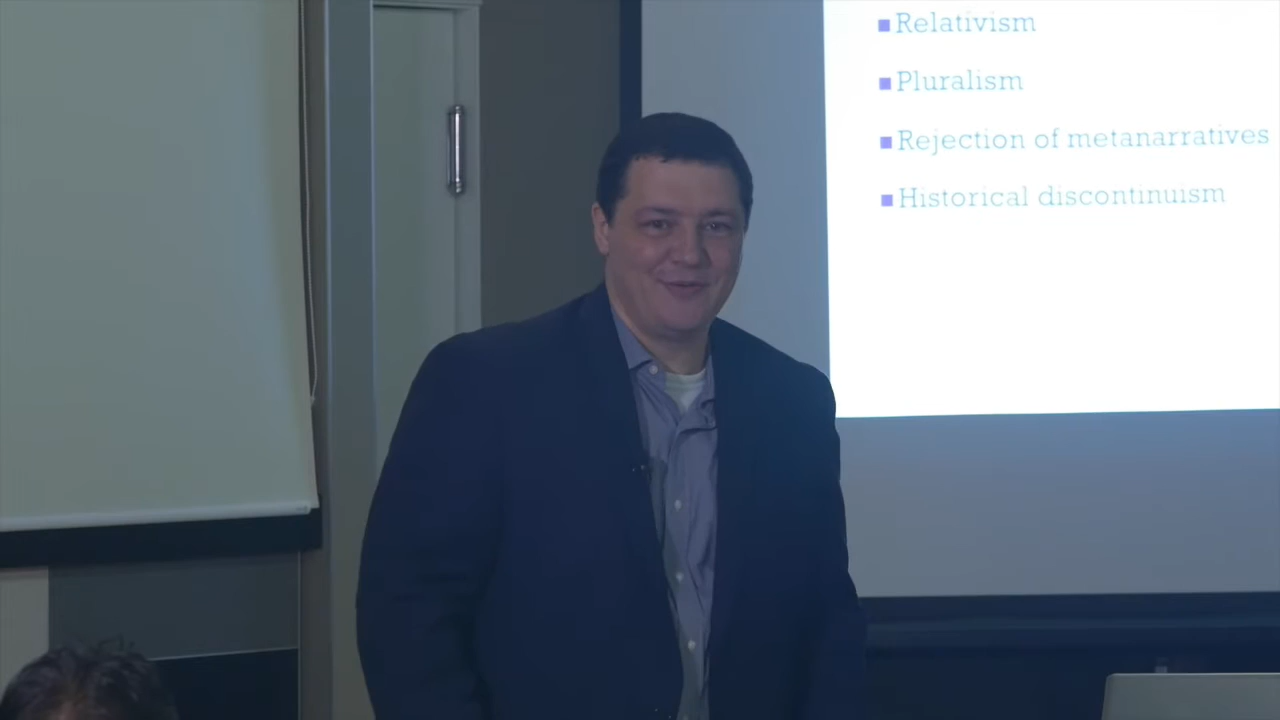 Relativism
Pluralism
Rejection of metanarratives
Historical discontinuism